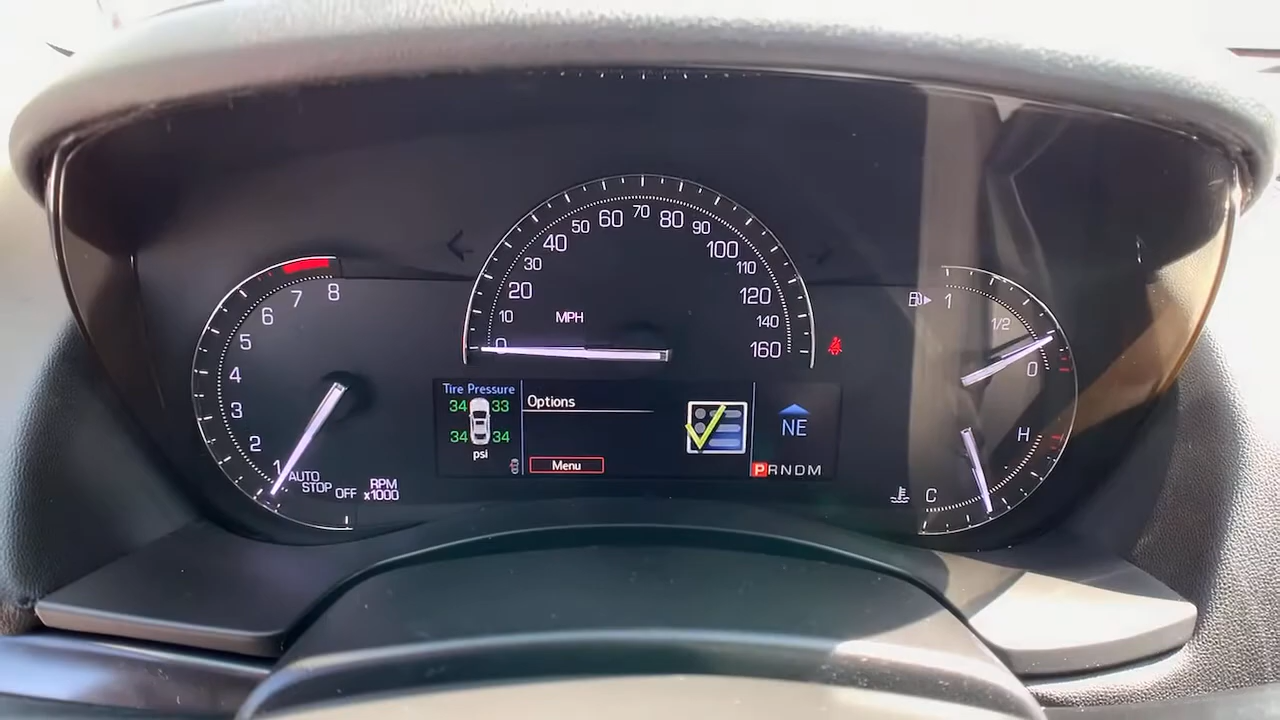 8
7
6
5
4
3
2
1
AUTO
STOP OFF
RPM
x1000
0
10
20
30
40
50
60
70
80
90
100
110
120
140
160
MPH
Tire Pressure
34 33
34 34
psi
Options
Menu
NE
PRNDM
1
1/2
0
H
C